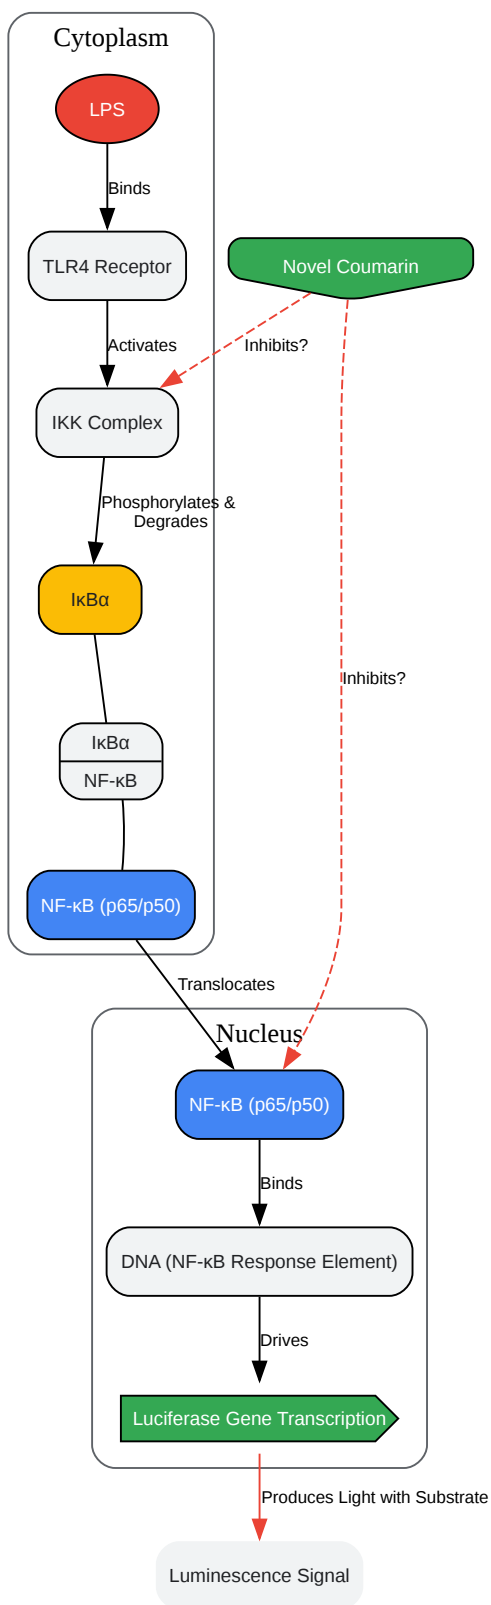 Cytoplasm
LPS
Binds
TLR4 Receptor
Novel Coumarin
Activates
Inhibits?
IKK Complex
Phosphorylates &
Degrades
IκBα
Inhibits?
IκBα
NF-κB
NF-κB (p65/p50)
Translocates
Nucleus
NF-κB (p65/p50)
Binds
DNA (NF-κB Response Element)
Drives
Luciferase Gene Transcription
Produces Light with Substrate
Luminescence Signal